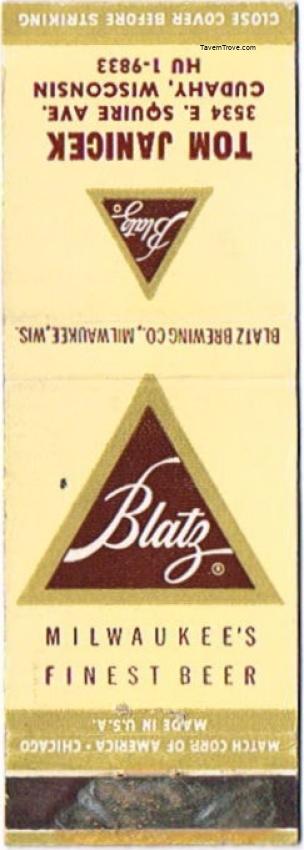 CLOSE COVER BEFORE STRIKING
TavernTrove.com
TOM JANICEK
3534 E. SQUIRE AVE.
CUDAHY, WISCONSIN
HU 1-9833
Blatz
BLATZ BREWING CO., MILWAUKEE, WIS.
Blatz ®
MILWAUKEE'S
FINEST BEER
MATCH CORP. OF AMERICA • CHICAGO
MADE IN U.S.A.